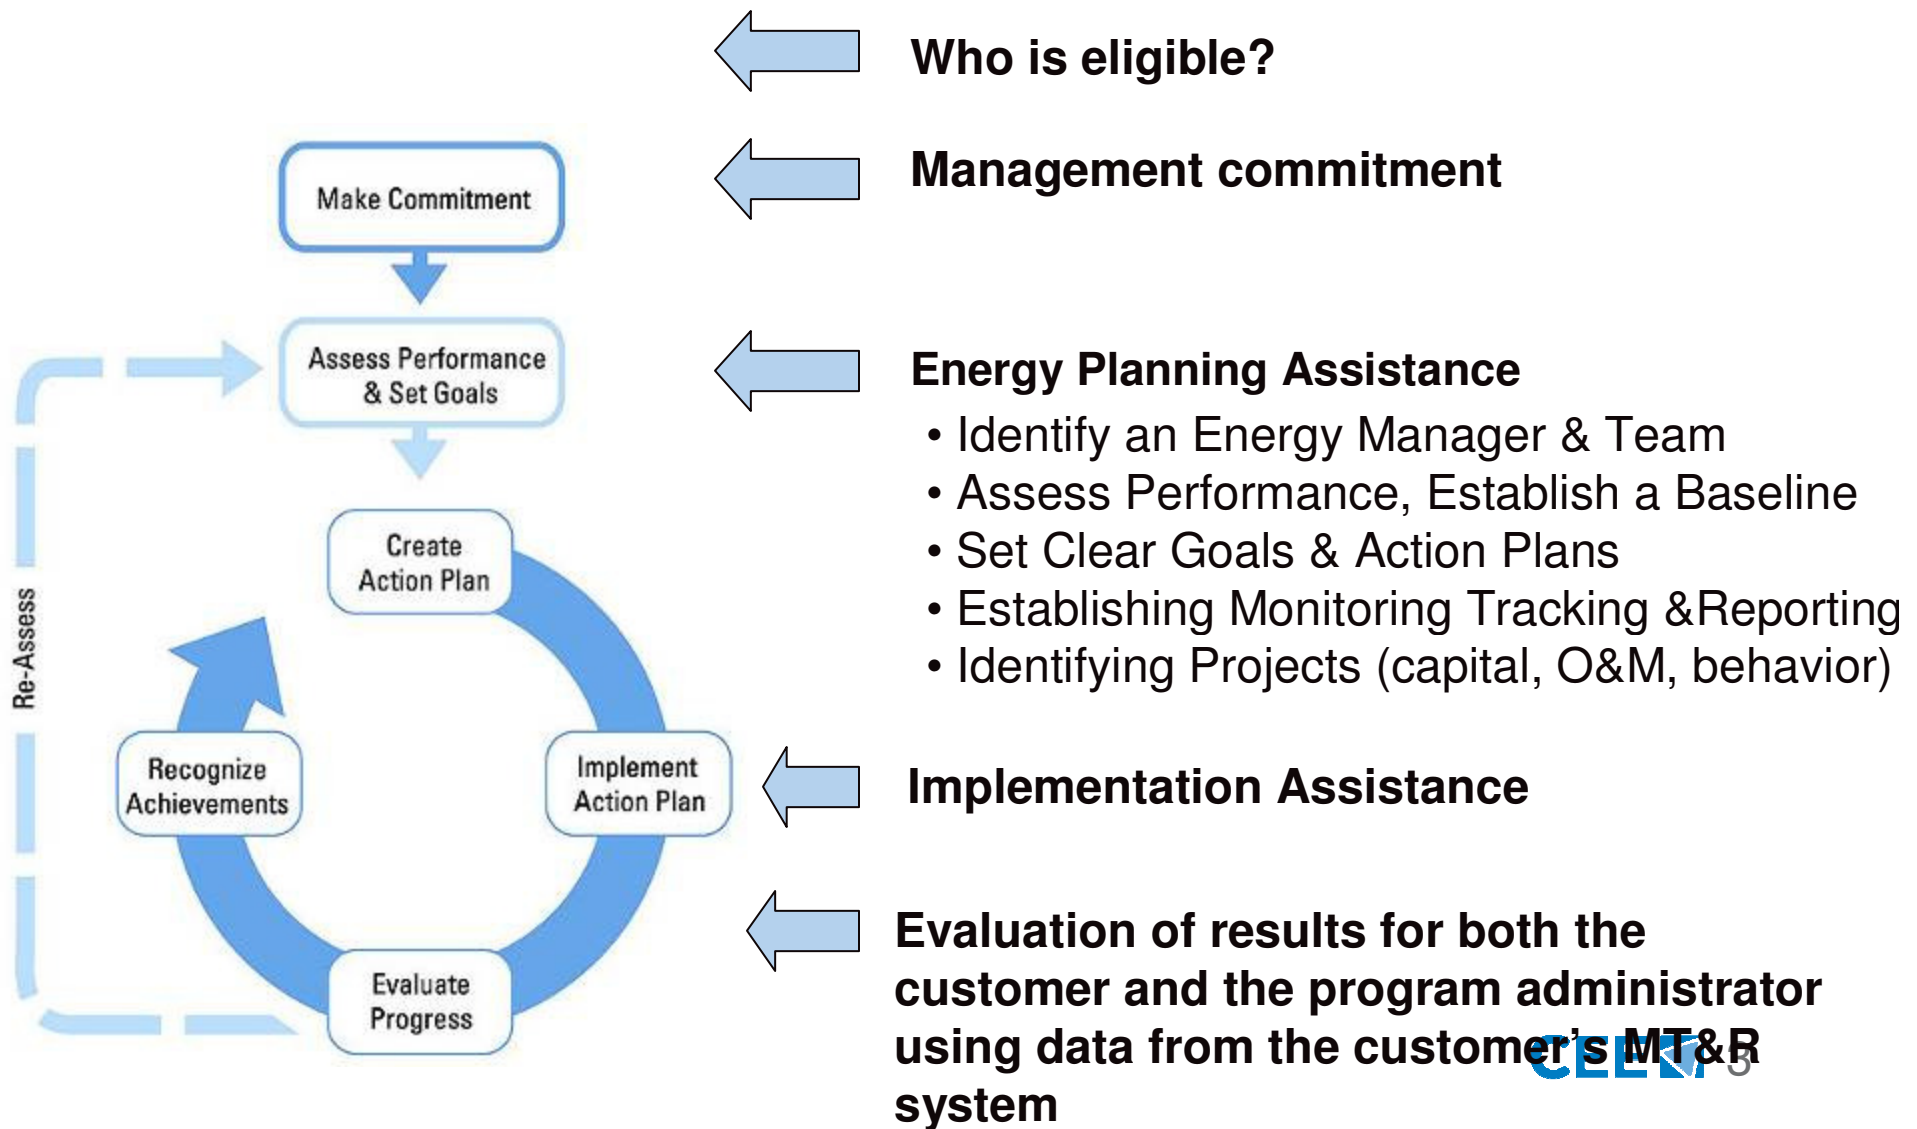 Who is eligible?
Management commitment
Make Commitment
Assess Performance
& Set Goals
Energy Planning Assistance
• Identify an Energy Manager & Team
• Assess Performance, Establish a Baseline
• Set Clear Goals & Action Plans
• Establishing Monitoring Tracking &Reporting
• Identifying Projects (capital, O&M, behavior)
Create
Action Plan
Re-Assess
Recognize
Achievements
Implement
Action Plan
Implementation Assistance
Evaluate
Progress
Evaluation of results for both the
customer and the program administrator
using data from the customer's MT&R
system
CEE
3